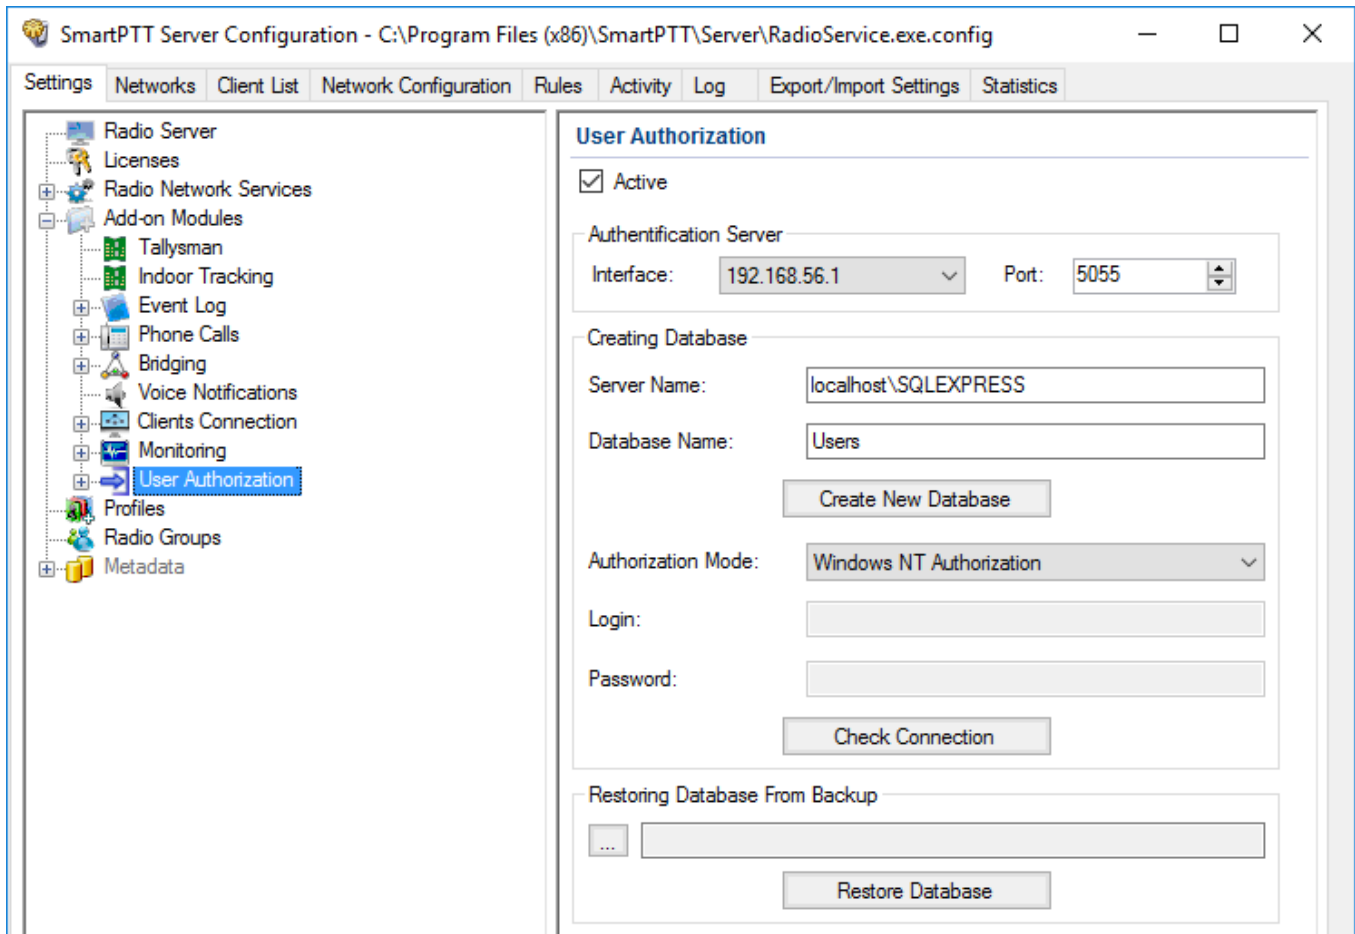 SmartPTT Server Configuration - C:\Program Files (x86)\SmartPTT\Server\RadioService.exe.config
Settings Networks Client List Network Configuration Rules Activity Log Export/Import Settings Statistics
Radio Server
Licenses
Radio Network Services
Add-on Modules
Tallysman
Indoor Tracking
Event Log
Phone Calls
Bridging
Voice Notifications
Clients Connection
Monitoring
User Authorization
Profiles
Radio Groups
Metadata
User Authorization
Active
Authentification Server
Interface: 192.168.56.1 Port: 5055
Creating Database
Server Name: localhost\SQLEXPRESS
Database Name: Users
Create New Database
Authorization Mode: Windows NT Authorization
Login:
Password:
Check Connection
Restoring Database From Backup
...
Restore Database